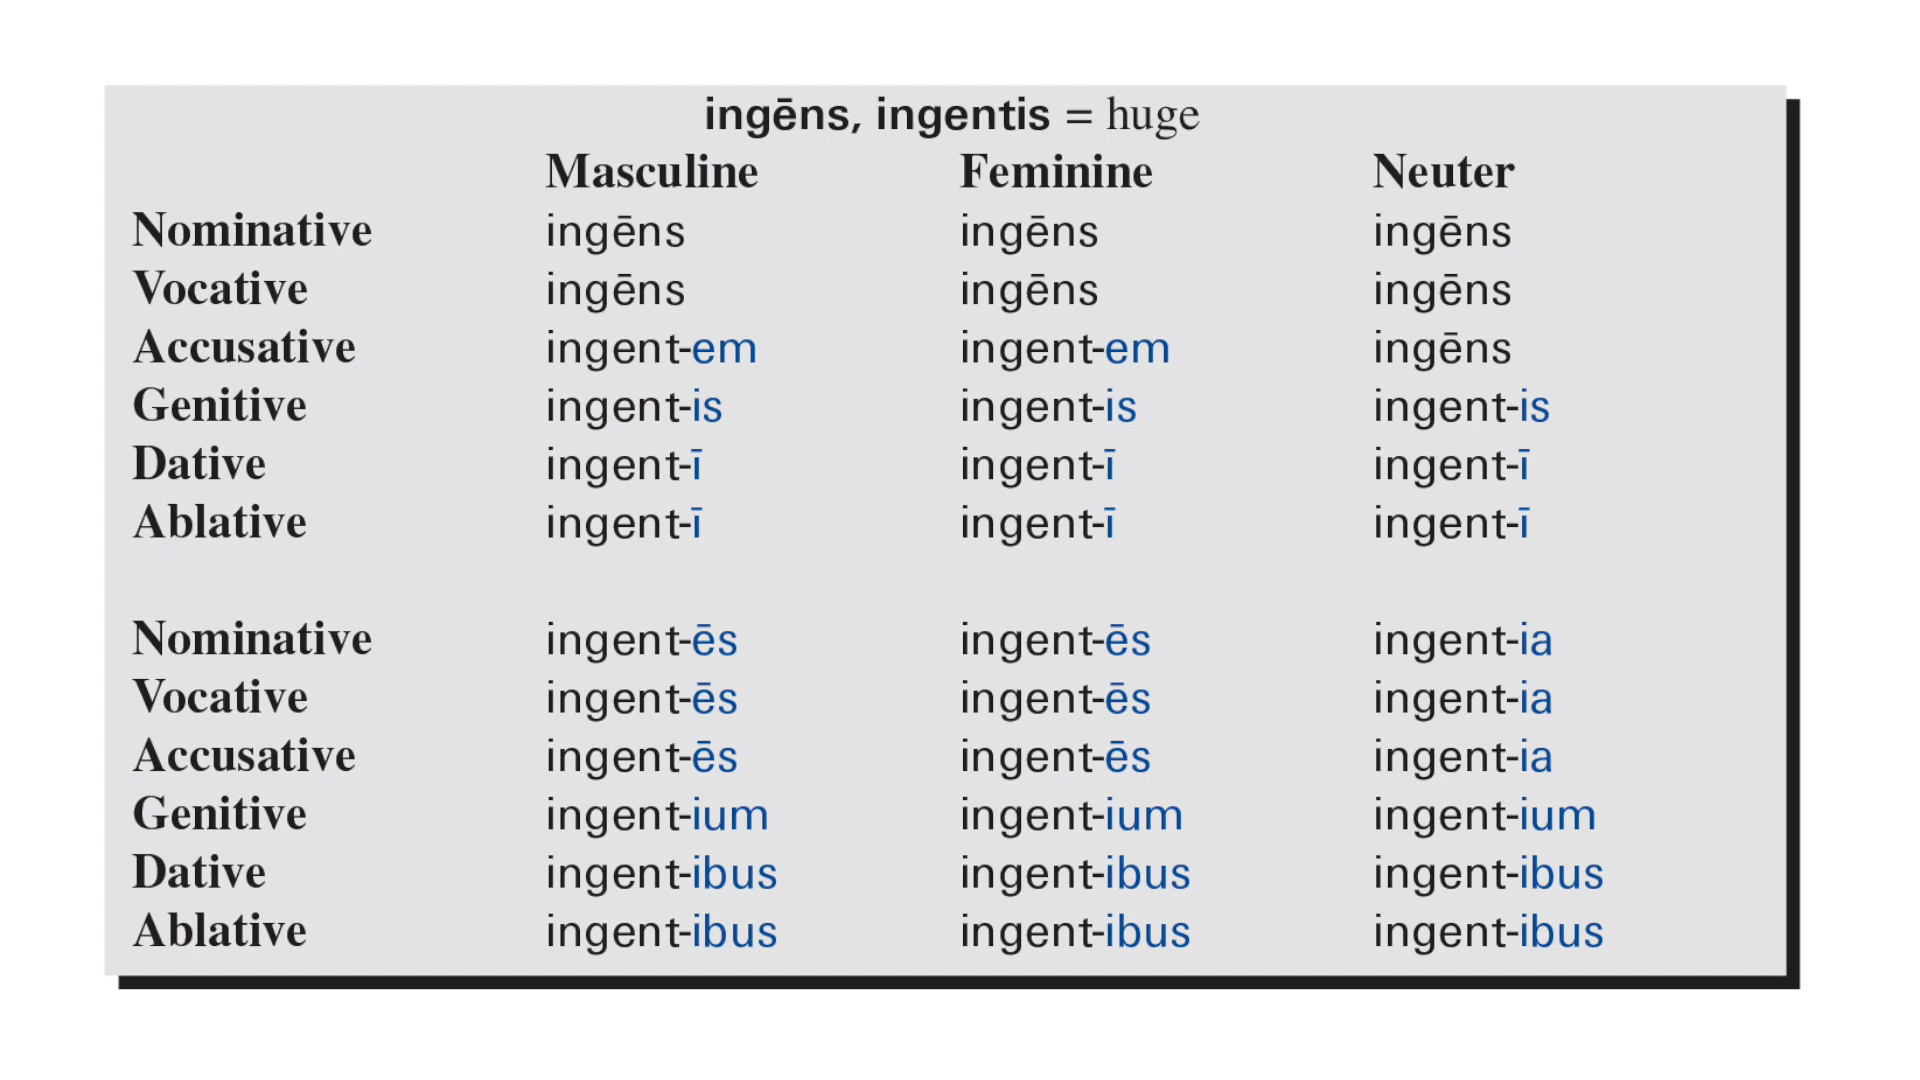 ingēns, ingentis = huge
Masculine Feminine Neuter
Nominative ingēns ingēns ingēns
Vocative ingēns ingēns ingēns
Accusative ingent-em ingent-em ingēns
Genitive ingent-is ingent-is ingent-is
Dative ingent-ī ingent-ī ingent-ī
Ablative ingent-ī ingent-ī ingent-ī
Nominative ingent-ēs ingent-ēs ingent-ia
Vocative ingent-ēs ingent-ēs ingent-ia
Accusative ingent-ēs ingent-ēs ingent-ia
Genitive ingent-ium ingent-ium ingent-ium
Dative ingent-ibus ingent-ibus ingent-ibus
Ablative ingent-ibus ingent-ibus ingent-ibus